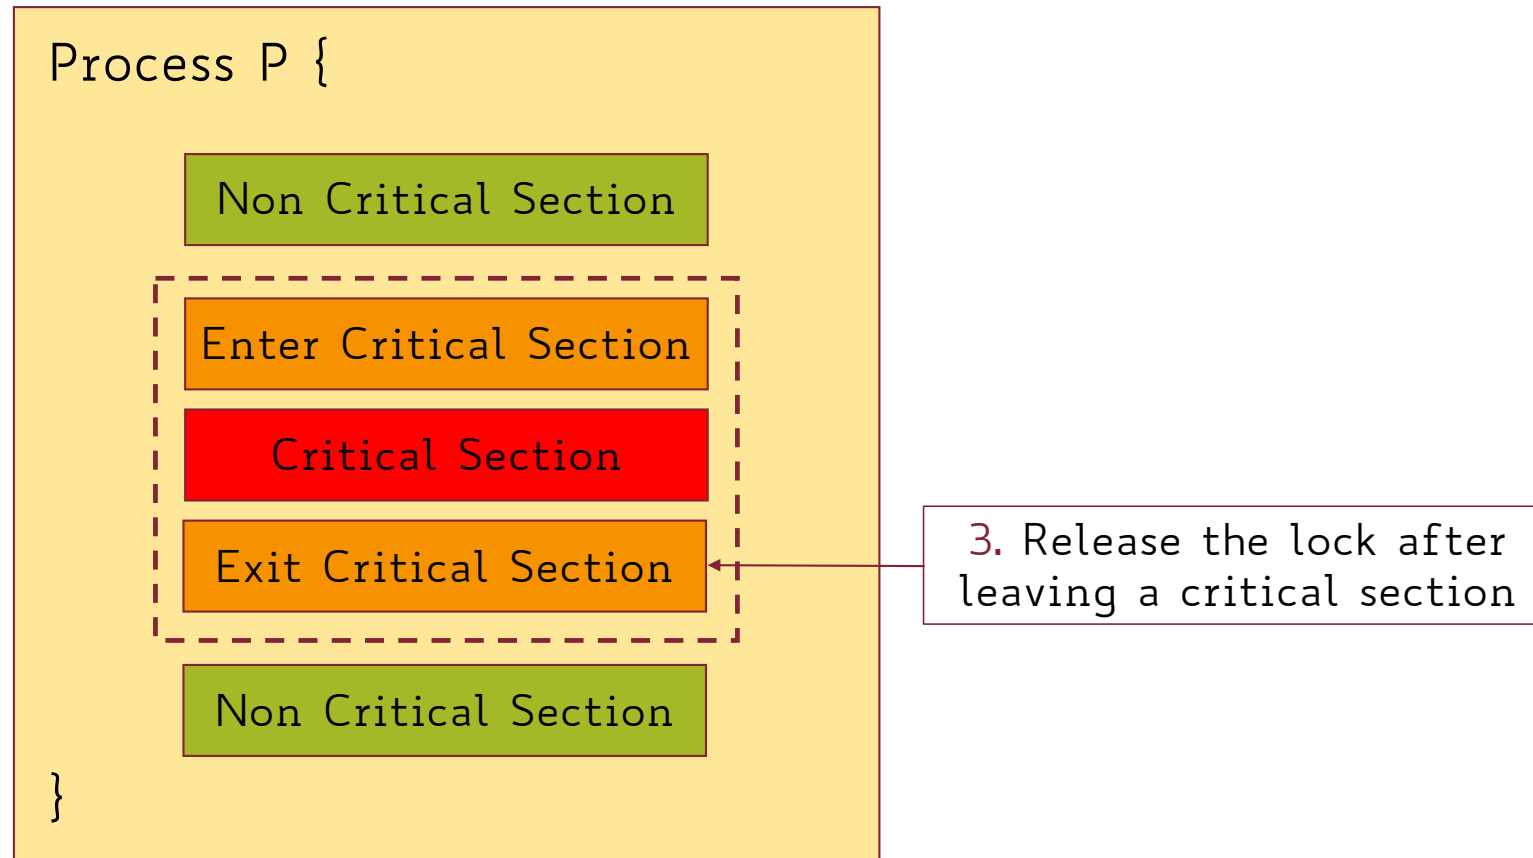 Process P {
Non Critical Section
Enter Critical Section
Critical Section
Exit Critical Section
3. Release the lock after
leaving a critical section
Non Critical Section
}